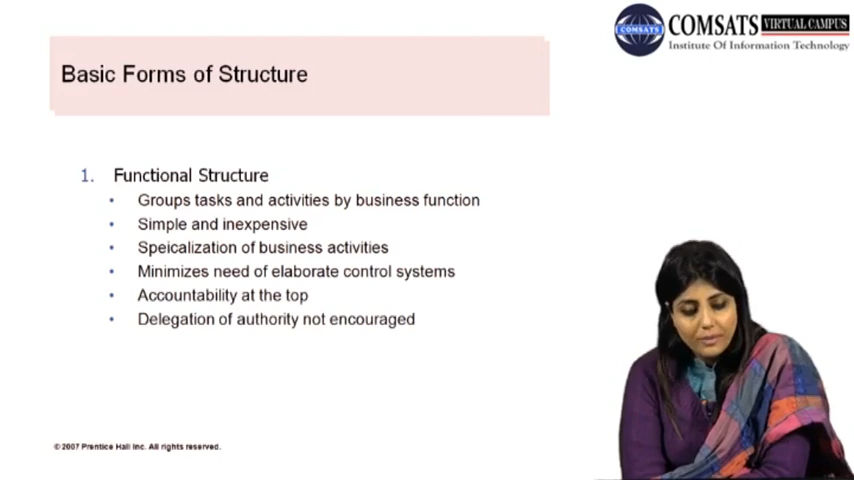 COMSATS
COMSATS VIRTUAL CAMPUS
Institute Of Information Technology
Basic Forms of Structure
1. Functional Structure
• Groups tasks and activities by business function
• Simple and inexpensive
• Speicalization of business activities
• Minimizes need of elaborate control systems
• Accountability at the top
• Delegation of authority not encouraged
© 2007 Prentice Hall Inc. All rights reserved.